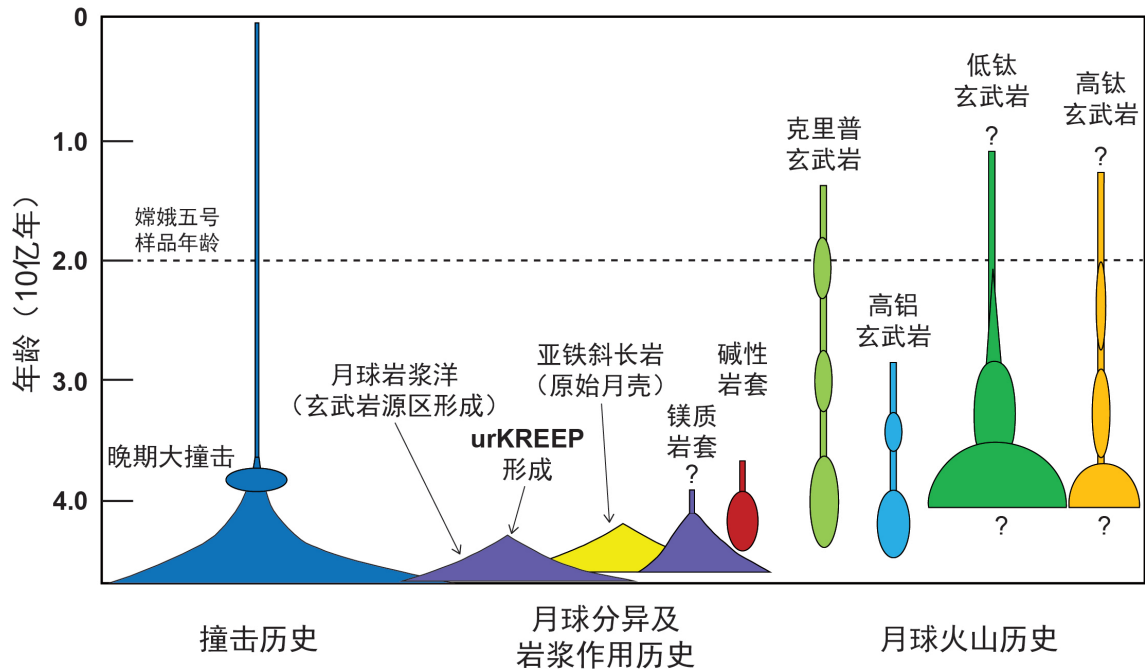 0
1.0
2.0
3.0
4.0
年龄（10亿年）
嫦娥五号
样品年龄
晚期大撞击
月球岩浆洋
（玄武岩源区形成）
urKREEP
形成
亚铁斜长岩
（原始月壳）
镁质
岩套
?
碱性
岩套
克里普
玄武岩
高铝
玄武岩
低钛
玄武岩
?
?
高钛
玄武岩
?
?
撞击历史
月球分异及
岩浆作用历史
月球火山历史